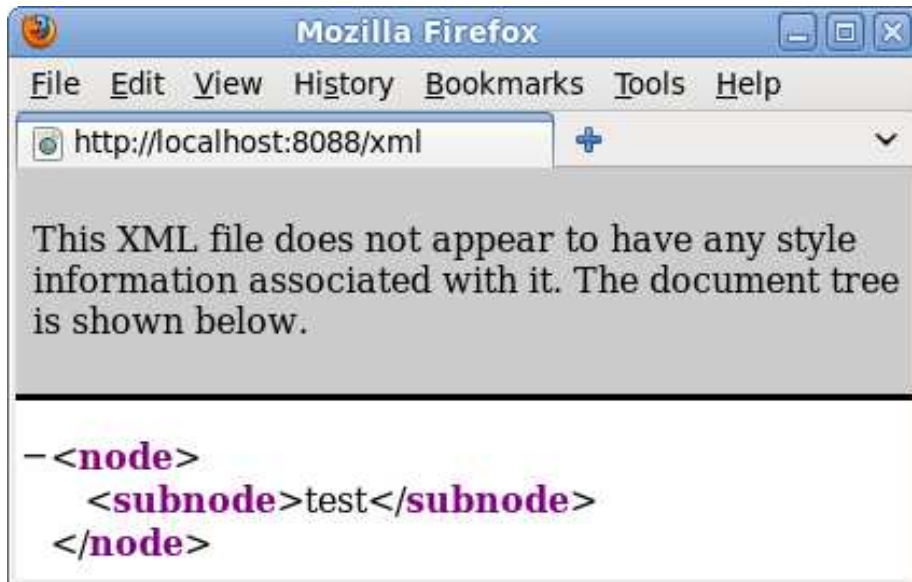 Mozilla Firefox
File Edit View History Bookmarks Tools Help
http://localhost:8088/xml
This XML file does not appear to have any style
information associated with it. The document tree
is shown below.
−<node>
<subnode>test</subnode>
</node>